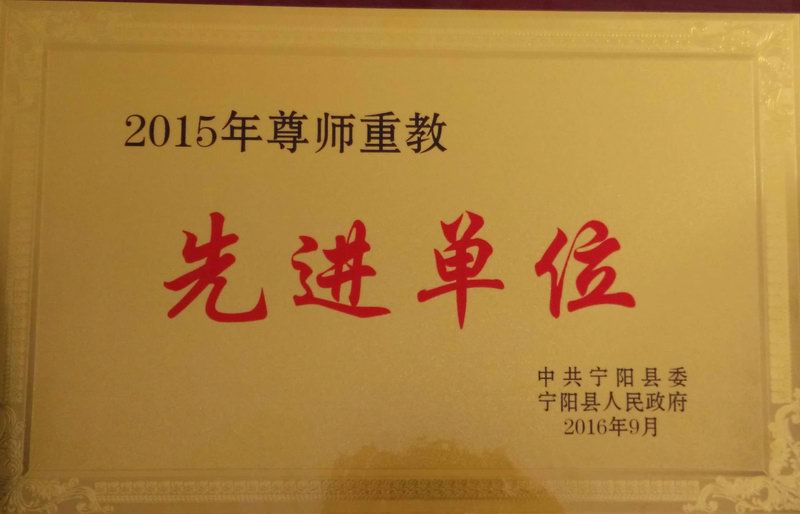 2015年尊师重教
先进单位
中共宁阳县委
宁阳县人民政府
2016年9月